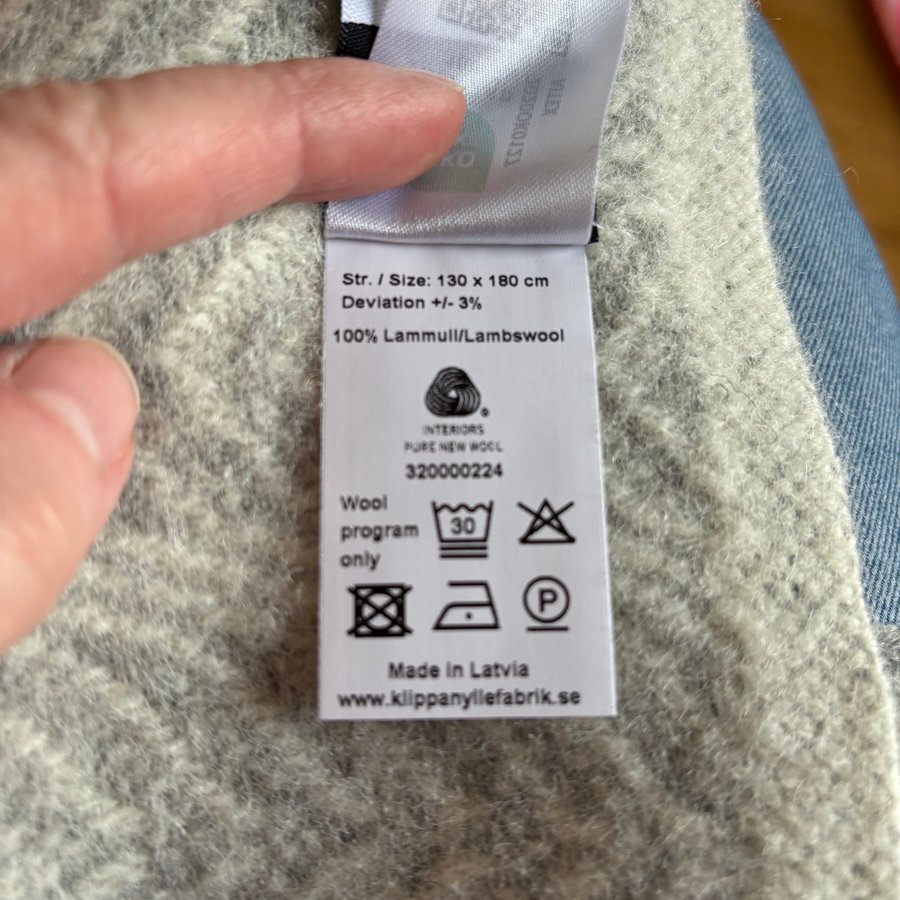 Str. / Size: 130 x 180 cm
Deviation +/- 3%
100% Lammull/Lambswool
INTERIORS
PURE NEW WOOL
320000224
Wool
program
only
30
P
Made in Latvia
www.klippanyllefabrik.se